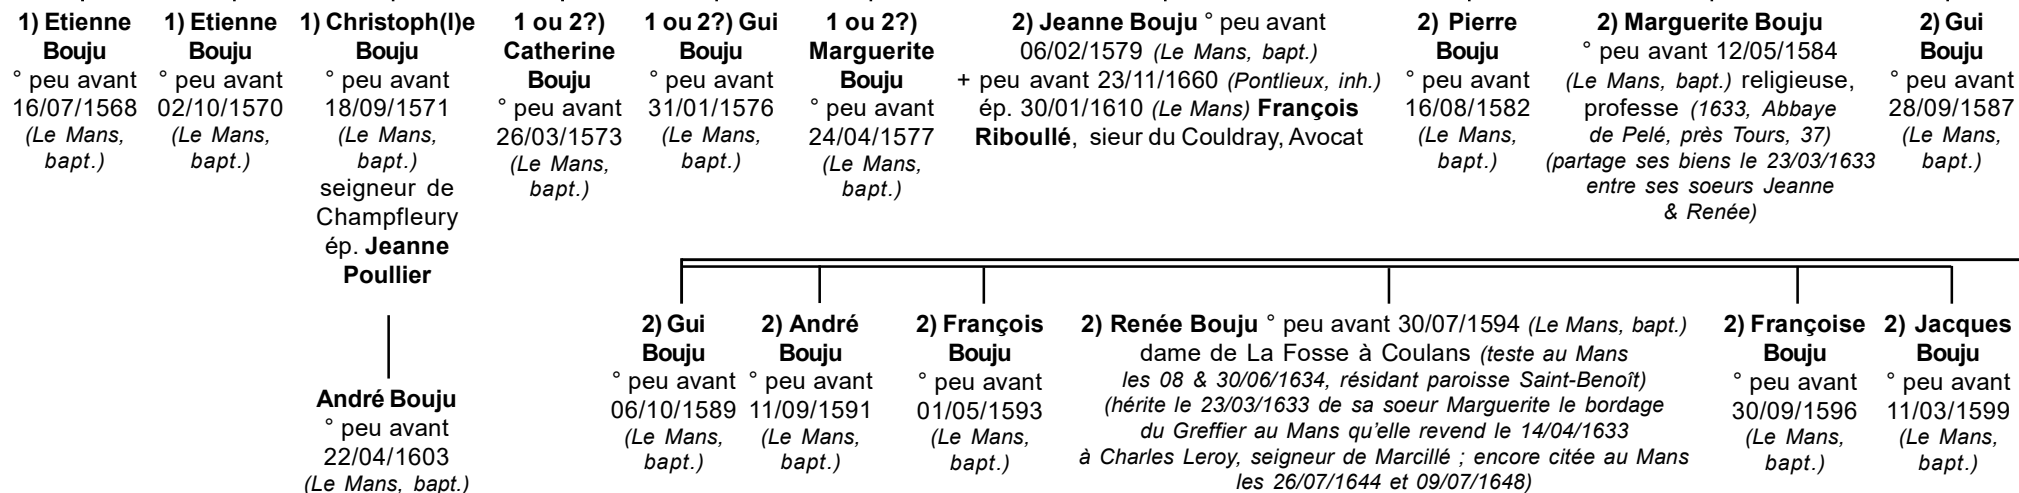 1) Etienne
Bouju
° peu avant
16/07/1568
(Le Mans,
bapt.)
1) Etienne
Bouju
° peu avant
02/10/1570
(Le Mans,
bapt.)
1) Christoph(l)e
Bouju
° peu avant
18/09/1571
(Le Mans,
bapt.)
seigneur de
Champfleury
ép. Jeanne
Poullier
1 ou 2?)
Catherine
Bouju
° peu avant
26/03/1573
(Le Mans,
bapt.)
1 ou 2?) Gui
Bouju
° peu avant
31/01/1576
(Le Mans,
bapt.)
1 ou 2?)
Marguerite
Bouju
° peu avant
24/04/1577
(Le Mans,
bapt.)
2) Jeanne Bouju ° peu avant
06/02/1579 (Le Mans, bapt.)
+ peu avant 23/11/1660 (Pontlieux, inh.)
ép. 30/01/1610 (Le Mans) François
Riboullé, sieur du Couldray, Avocat
2) Pierre
Bouju
° peu avant
16/08/1582
(Le Mans,
bapt.)
2) Marguerite Bouju
° peu avant 12/05/1584
(Le Mans, bapt.) religieuse,
professe (1633, Abbaye
de Pelé, près Tours, 37)
(partage ses biens le 23/03/1633
entre ses soeurs Jeanne
& Renée)
2) Gui
Bouju
° peu avant
28/09/1587
(Le Mans,
bapt.)
André Bouju
° peu avant
22/04/1603
(Le Mans, bapt.)
2) Gui
Bouju
° peu avant
06/10/1589
(Le Mans,
bapt.)
2) André
Bouju
° peu avant
11/09/1591
(Le Mans,
bapt.)
2) François
Bouju
° peu avant
01/05/1593
(Le Mans,
bapt.)
2) Renée Bouju ° peu avant 30/07/1594 (Le Mans, bapt.)
dame de La Fosse à Coulans (teste au Mans
les 08 & 30/06/1634, résidant paroisse Saint-Benoît)
(hérite le 23/03/1633 de sa soeur Marguerite le bordage
du Greffier au Mans qu'elle revend le 14/04/1633
à Charles Leroy, seigneur de Marcillé ; encore citée au Mans
les 26/07/1644 et 09/07/1648)
2) Françoise
Bouju
° peu avant
30/09/1596
(Le Mans,
bapt.)
2) Jacques
Bouju
° peu avant
11/03/1599
(Le Mans,
bapt.)